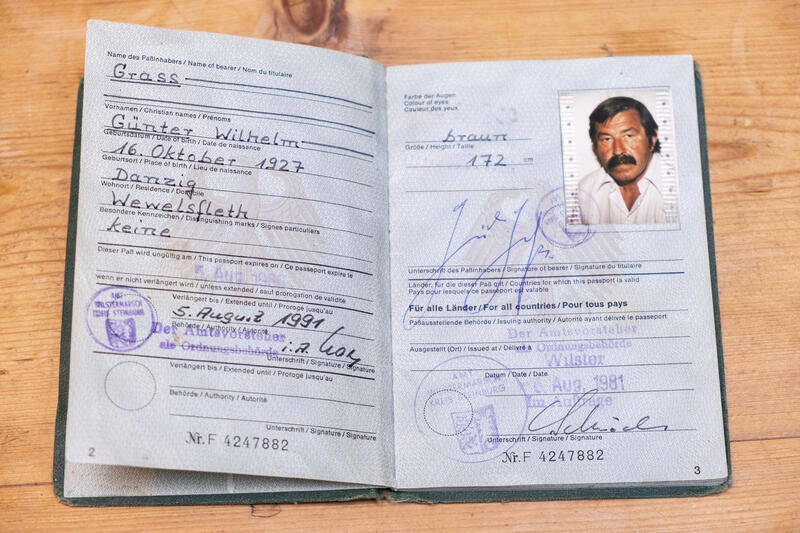 Name des Paßinhabers / Name of bearer / Nom du titulaire
Grass
Vornamen / Christian names / Prénoms
Günter Wilhelm
Geburtsdatum / Date of birth / Date de naissance
16. Oktober 1927
Geburtsort / Place of birth / Lieu de naissance
Danzig
Wohnort / Residence / Domicile
Wewelsfleth
Besondere Kennzeichen / Distinguishing marks / Signes particuliers
keine
Dieser Paß wird ungültig am / This passport expires on / Ce passeport expire le
5. Aug.
wenn er nicht verlängert wird / unless extended / sauf prorogation de validité
Verlängert bis / Extended until / Prorogé jusqu'au
5. August 1991
Behörde / Authority / Autorité
Der Amtsvorsteher
als Ordnungsbehörde i.A.
Unterschrift / Signature / Signature
AMT
WILSTERMARSCH
KREIS STEINBURG
Verlängert bis / Extended until / Prorogé jusqu'au
Behörde / Authority / Autorité
Unterschrift / Signature / Signature
Nr. F 4247882
2
Farbe der Augen
Colour of eyes
Couleur des yeux
braun
Größe / Height / Taille
172 cm
Unterschrift des Paßinhabers / Signature of bearer / Signature du titulaire
Länder, für die dieser Paß gilt / Countries for which this passport is valid
Pays pour lesquels ce passeport est valable
Für alle Länder / For all countries / Pour tous pays
Paßausstellende Behörde / Issuing authority / Autorité ayant délivré le passeport
Der Amtsvorsteher
als Ordnungsbehörde
Ausgestellt (Ort) / Issued at / Délivré à
Wilster
Datum / Date / Date
Aug. 1981
Im Auftrage
AMT
WILSTERMARSCH
KREIS STEINBURG
Unterschrift / Signature / Signature
Nr. F 4247882
3